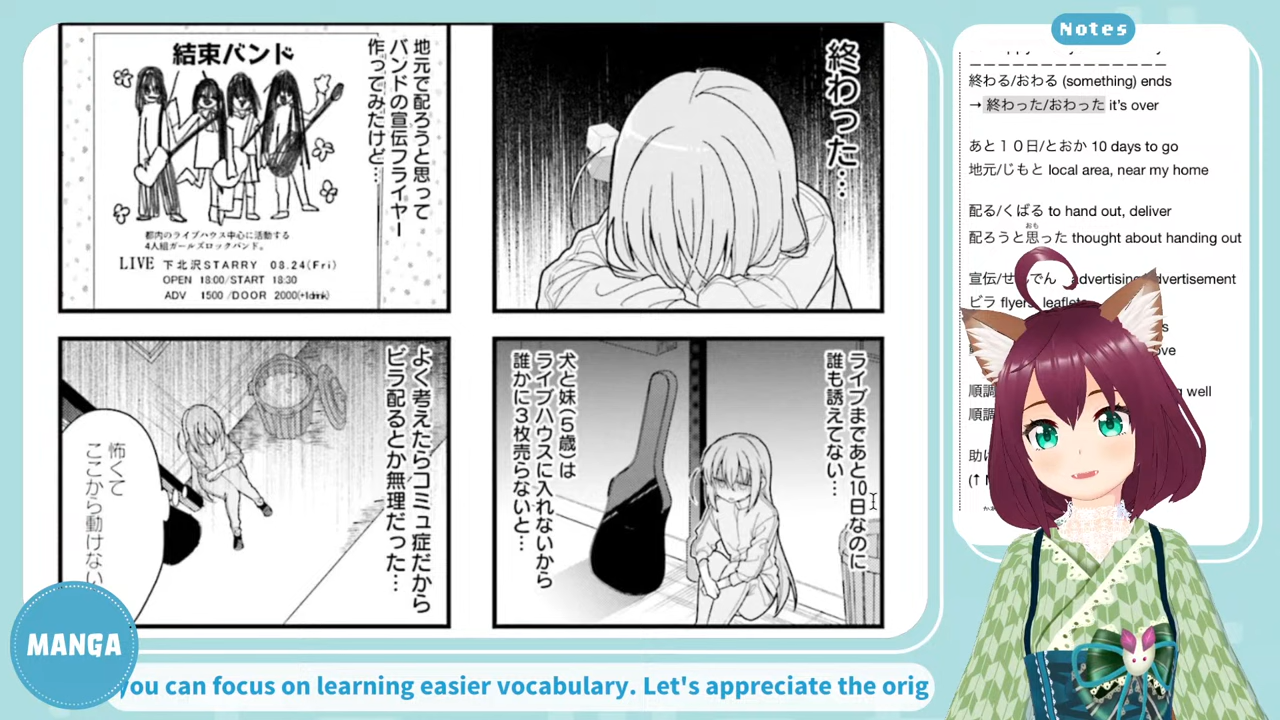 終わった…
ライブまであと10日なのに
誰も誘えてない…
犬と妹(5歳)は
ライブハウスに入れないから
誰かに3枚売らないと…
地元で配ろうと思って
バンドの宣伝フライヤー
作ってみたけど…
結束バンド
都内のライブハウス中心に活動する
4人組ガールズロックバンド。
LIVE 下北沢STARRY 08.24(Fri)
OPEN 18:00/START 18:30
ADV 1500/DOOR 2000(+1drink)
よく考えたらコミュ症だから
ビラ配るとか無理だった…
怖くて
ここから動けない
Notes
終わる/おわる (something) ends
→ 終わった/おわった it's over
あと10日/とおか 10 days to go
地元/じもと local area, near my home
配る/くばる to hand out, deliver
おも
配ろうと思った thought about handing out
宣伝/せんでん advertising, advertisement
ビラ flyers, leaflets
順調
well
順調
助け
MANGA
you can focus on learning easier vocabulary. Let's appreciate the orig